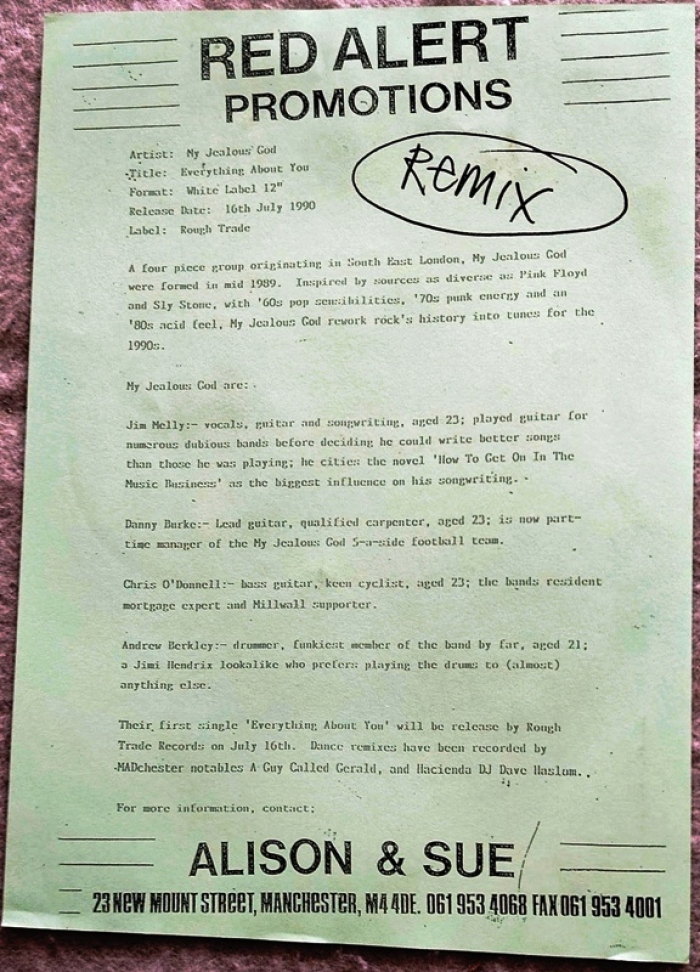 RED ALERT
PROMOTIONS
Remix
Artist: My Jealous God
Title: Everything About You
Format: White Label 12"
Release Date: 16th July 1990
Label: Rough Trade
A four piece group originating in South East London, My Jealous God
were formed in mid 1989. Inspired by sources as diverse as Pink Floyd
and Sly Stone, with '60s pop sensibilities, '70s punk energy and an
'80s acid feel, My Jealous God rework rock's history into tunes for the
1990s.
My Jealous God are:
Jim Melly:- vocals, guitar and songwriting, aged 23; played guitar for
numerous dubious bands before deciding he could write better songs
than those he was playing; he cities the novel 'How To Get On In The
Music Business' as the biggest influence on his songwriting.
Danny Burke:- Lead guitar, qualified carpenter, aged 23; is now part-
time manager of the My Jealous God 5-a-side football team.
Chris O'Donnell:- bass guitar, keen cyclist, aged 23; the bands resident
mortgage expert and Millwall supporter.
Andrew Berkley:- drummer, funkiest member of the band by far, aged 21;
a Jimi Hendrix lookalike who prefers playing the drums to (almost)
anything else.
Their first single 'Everything About You' will be release by Rough
Trade Records on July 16th. Dance remixes have been recorded by
MADchester notables A Guy Called Gerald, and Hacienda DJ Dave Haslum.
For more information, contact;
ALISON & SUE
23 NEW MOUNT STREET, MANCHESTER, M4 4DE. 061 953 4068 FAX 061 953 4001